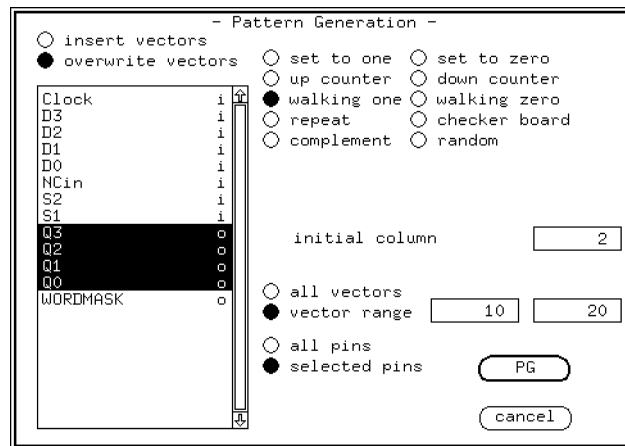 - Pattern Generation -
insert vectors
overwrite vectors
set to one set to zero
up counter down counter
walking one walking zero
repeat checker board
complement random
Clock i
D3 i
D2 i
D1 i
D0 i
NCin i
S2 i
S1 i
Q3 o
Q2 o
Q1 o
Q0 o
WORDMASK o
initial column 2
all vectors
vector range 10 20
all pins
selected pins
PG
cancel